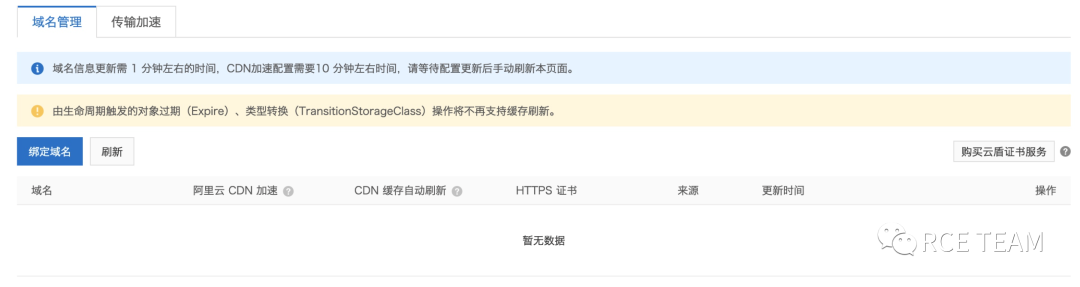 域名管理 传输加速
域名信息更新需 1 分钟左右的时间，CDN加速配置需要10 分钟左右时间，请等待配置更新后手动刷新本页面。
由生命周期触发的对象过期（Expire）、类型转换（TransitionStorageClass）操作将不再支持缓存刷新。
绑定域名 刷新 购买云盾证书服务
域名 阿里云 CDN 加速 CDN 缓存自动刷新 HTTPS 证书 来源 更新时间 操作
暂无数据
RCE TEAM